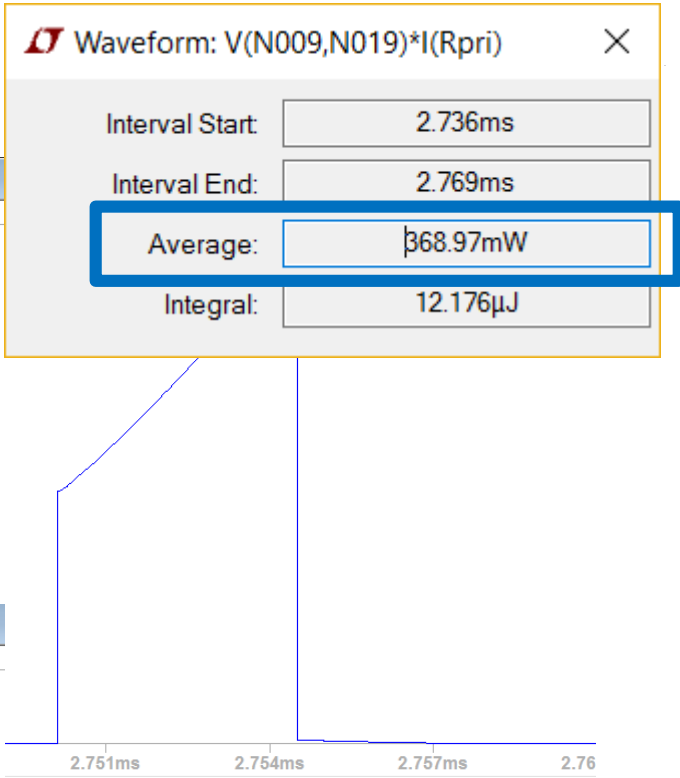 Waveform: V(N009,N019)*I(Rpri)
Interval Start: 2.736ms
Interval End: 2.769ms
Average: 368.97mW
Integral: 12.176µJ
2.751ms 2.754ms 2.757ms 2.76